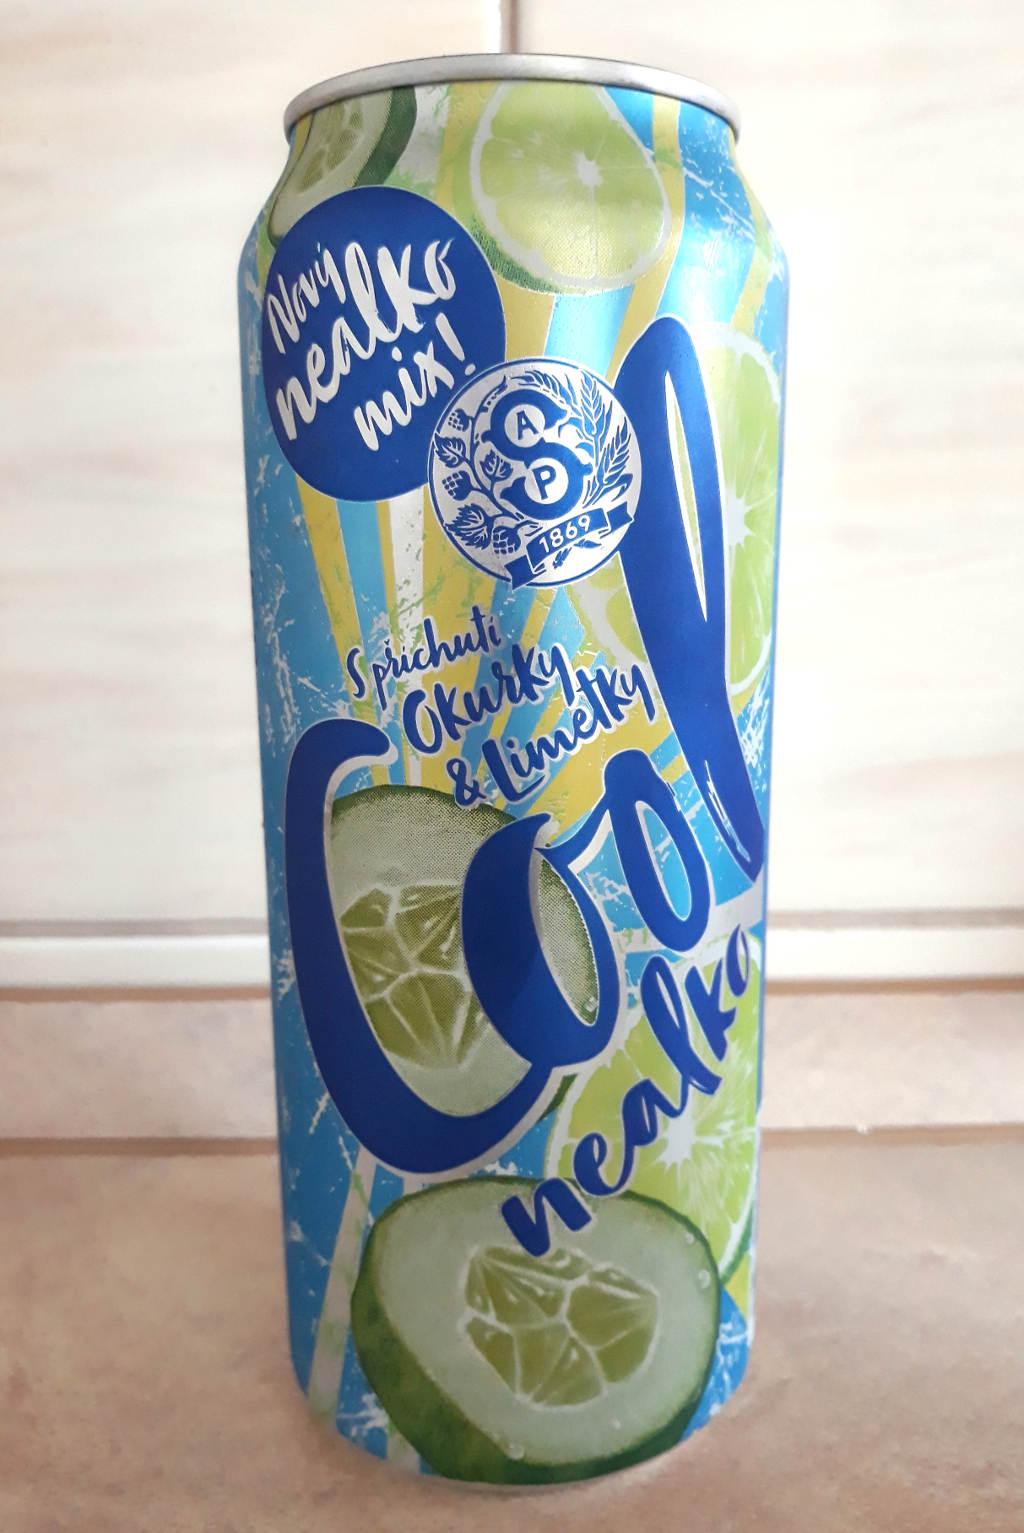 Nový
nealko
mix!
A
S
P
1869
S příchutí
Okurky
& Limetky
Cool
nealko